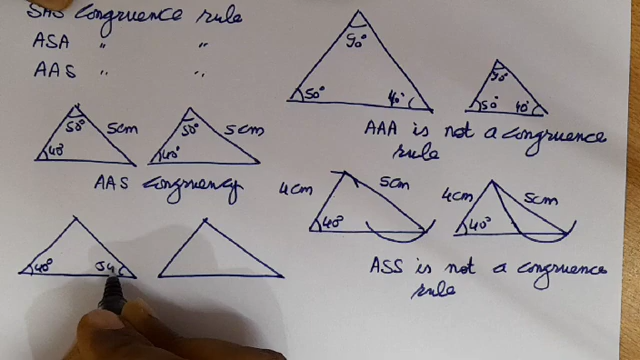 SAS Congruence rule
ASA " "
AAS " "
90°
50° 40°
90°
50° 40°
AAA is not a congruence
rule
50° 5cm
40°
50° 5cm
40°
AAS Congruency
4cm 5cm
40°
4cm 5cm
40°
ASS is not a congruence
rule
40°